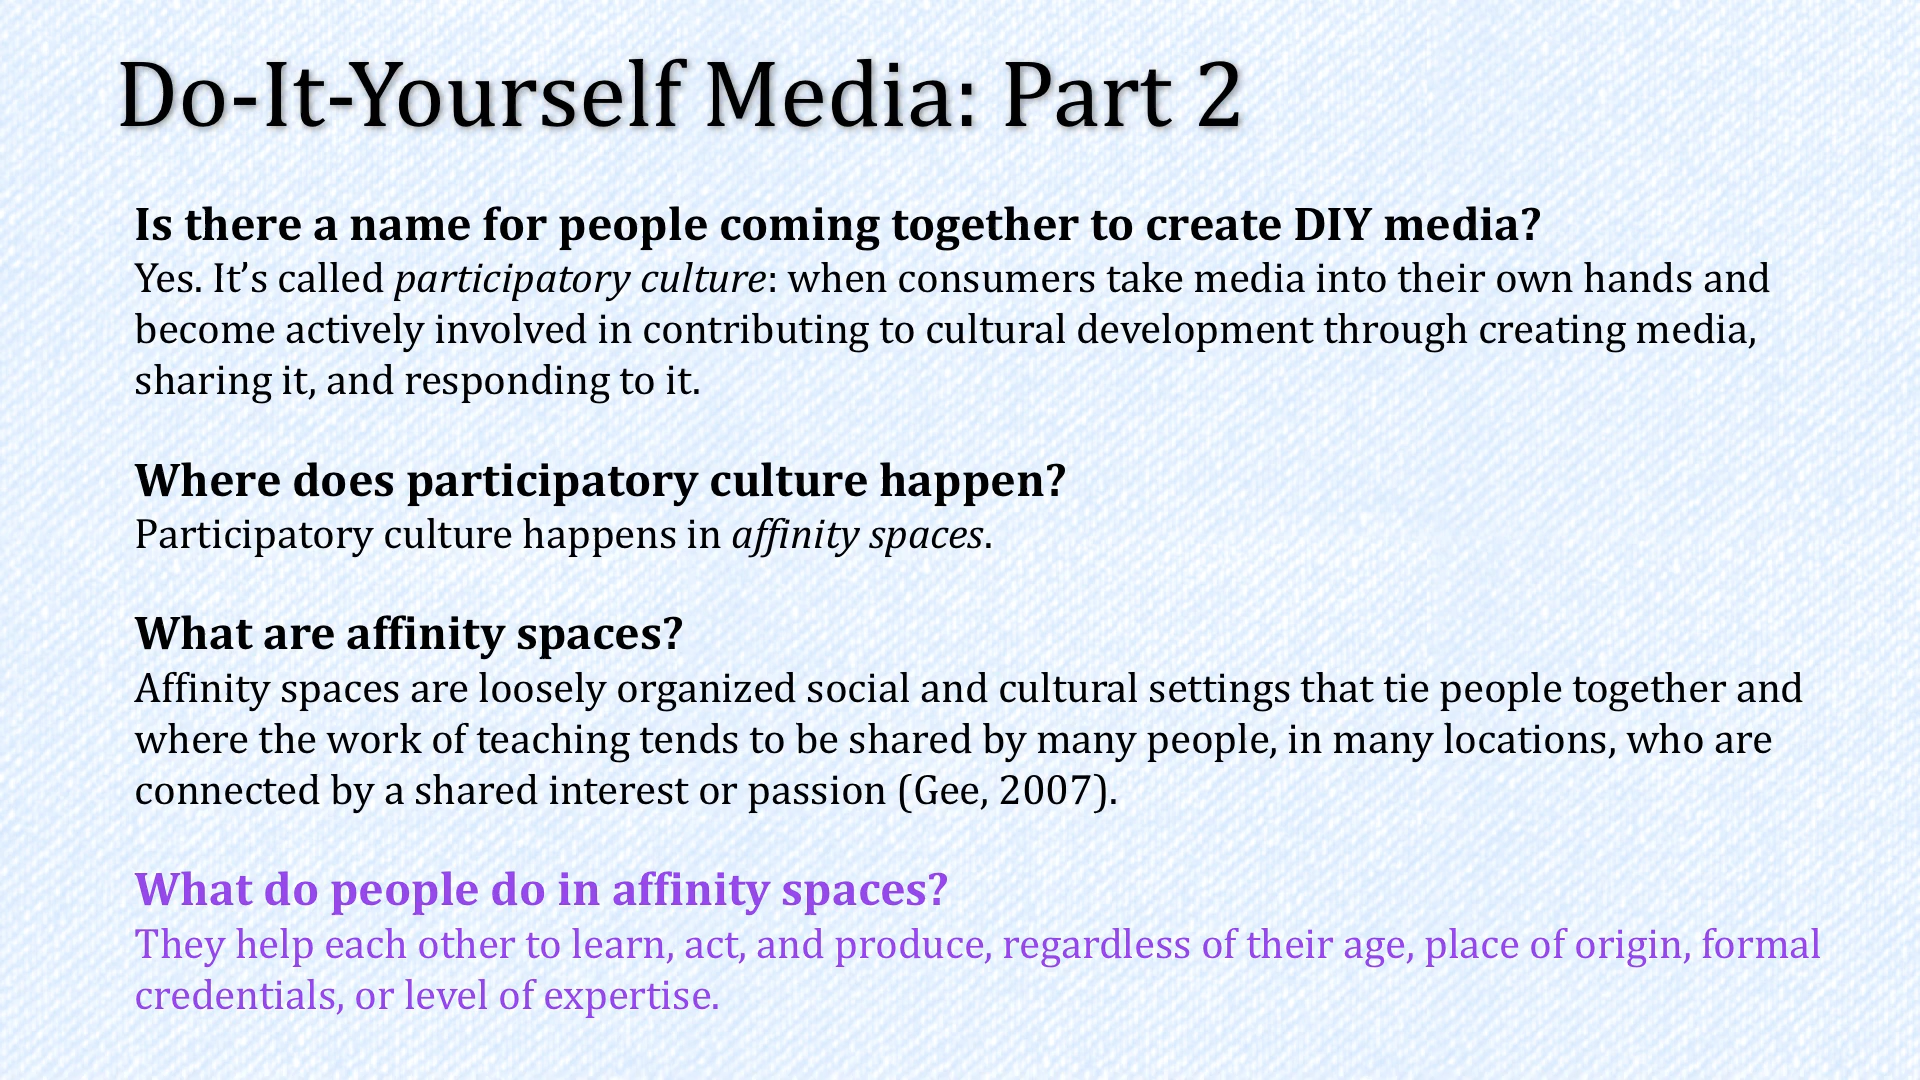 Do-It-Yourself Media: Part 2
Is there a name for people coming together to create DIY media?
Yes. It’s called participatory culture: when consumers take media into their own hands and
become actively involved in contributing to cultural development through creating media,
sharing it, and responding to it.
Where does participatory culture happen?
Participatory culture happens in affinity spaces.
What are affinity spaces?
Affinity spaces are loosely organized social and cultural settings that tie people together and
where the work of teaching tends to be shared by many people, in many locations, who are
connected by a shared interest or passion (Gee, 2007).
What do people do in affinity spaces?
They help each other to learn, act, and produce, regardless of their age, place of origin, formal
credentials, or level of expertise.